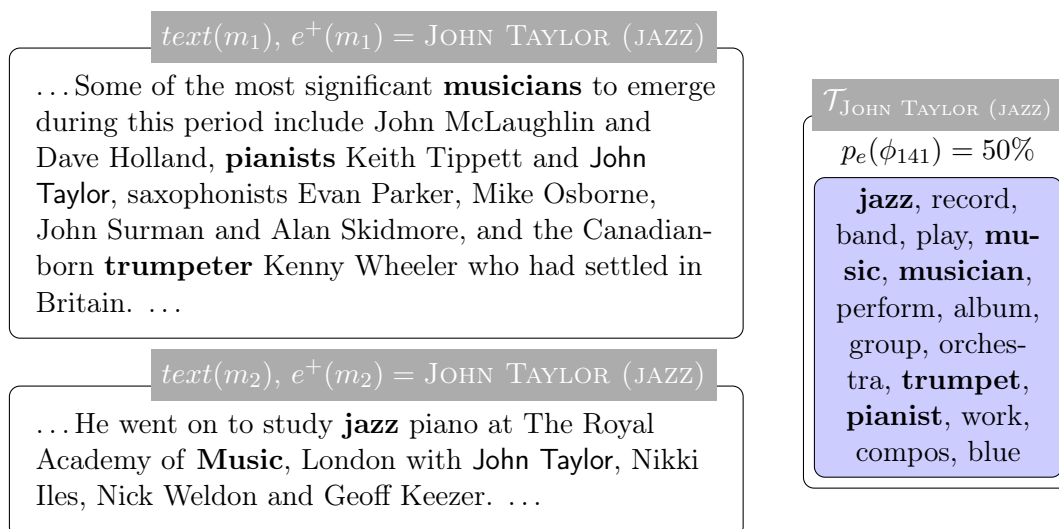 text(m₁), e⁺(m₁) = JOHN TAYLOR (JAZZ)
...Some of the most significant musicians to emerge
during this period include John McLaughlin and
Dave Holland, pianists Keith Tippett and John
Taylor, saxophonists Evan Parker, Mike Osborne,
John Surman and Alan Skidmore, and the Canadian-
born trumpeter Kenny Wheeler who had settled in
Britain. ...
text(m₂), e⁺(m₂) = JOHN TAYLOR (JAZZ)
...He went on to study jazz piano at The Royal
Academy of Music, London with John Taylor, Nikki
Iles, Nick Weldon and Geoff Keezer. ...
𝒯 JOHN TAYLOR (JAZZ)
pₑ(ϕ₁₄₁) = 50%
jazz, record,
band, play, mu-
sic, musician,
perform, album,
group, orches-
tra, trumpet,
pianist, work,
compos, blue